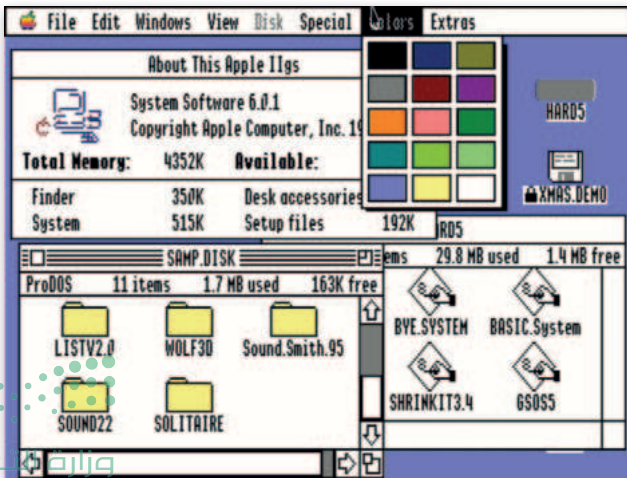 File Edit Windows View Disk Special Colors Extras
About This Apple IIgs
System Software 6.0.1
Copyright Apple Computer, Inc. 19
Total Memory: 4352K Available:
Finder 350K Desk accessories
System 515K Setup files 192K
HARD5
XMAS.DEMO
RD5
ems 29.8 MB used 1.4 MB free
BYE.SYSTEM BASIC.System
SHRINKIT3.4 GSOS5
SAMP.DISK
ProDOS 11 items 1.7 MB used 163K free
LISTV2.0 WOLF3D Sound.Smith.95
SOUND22 SOLITAIRE
وزارة